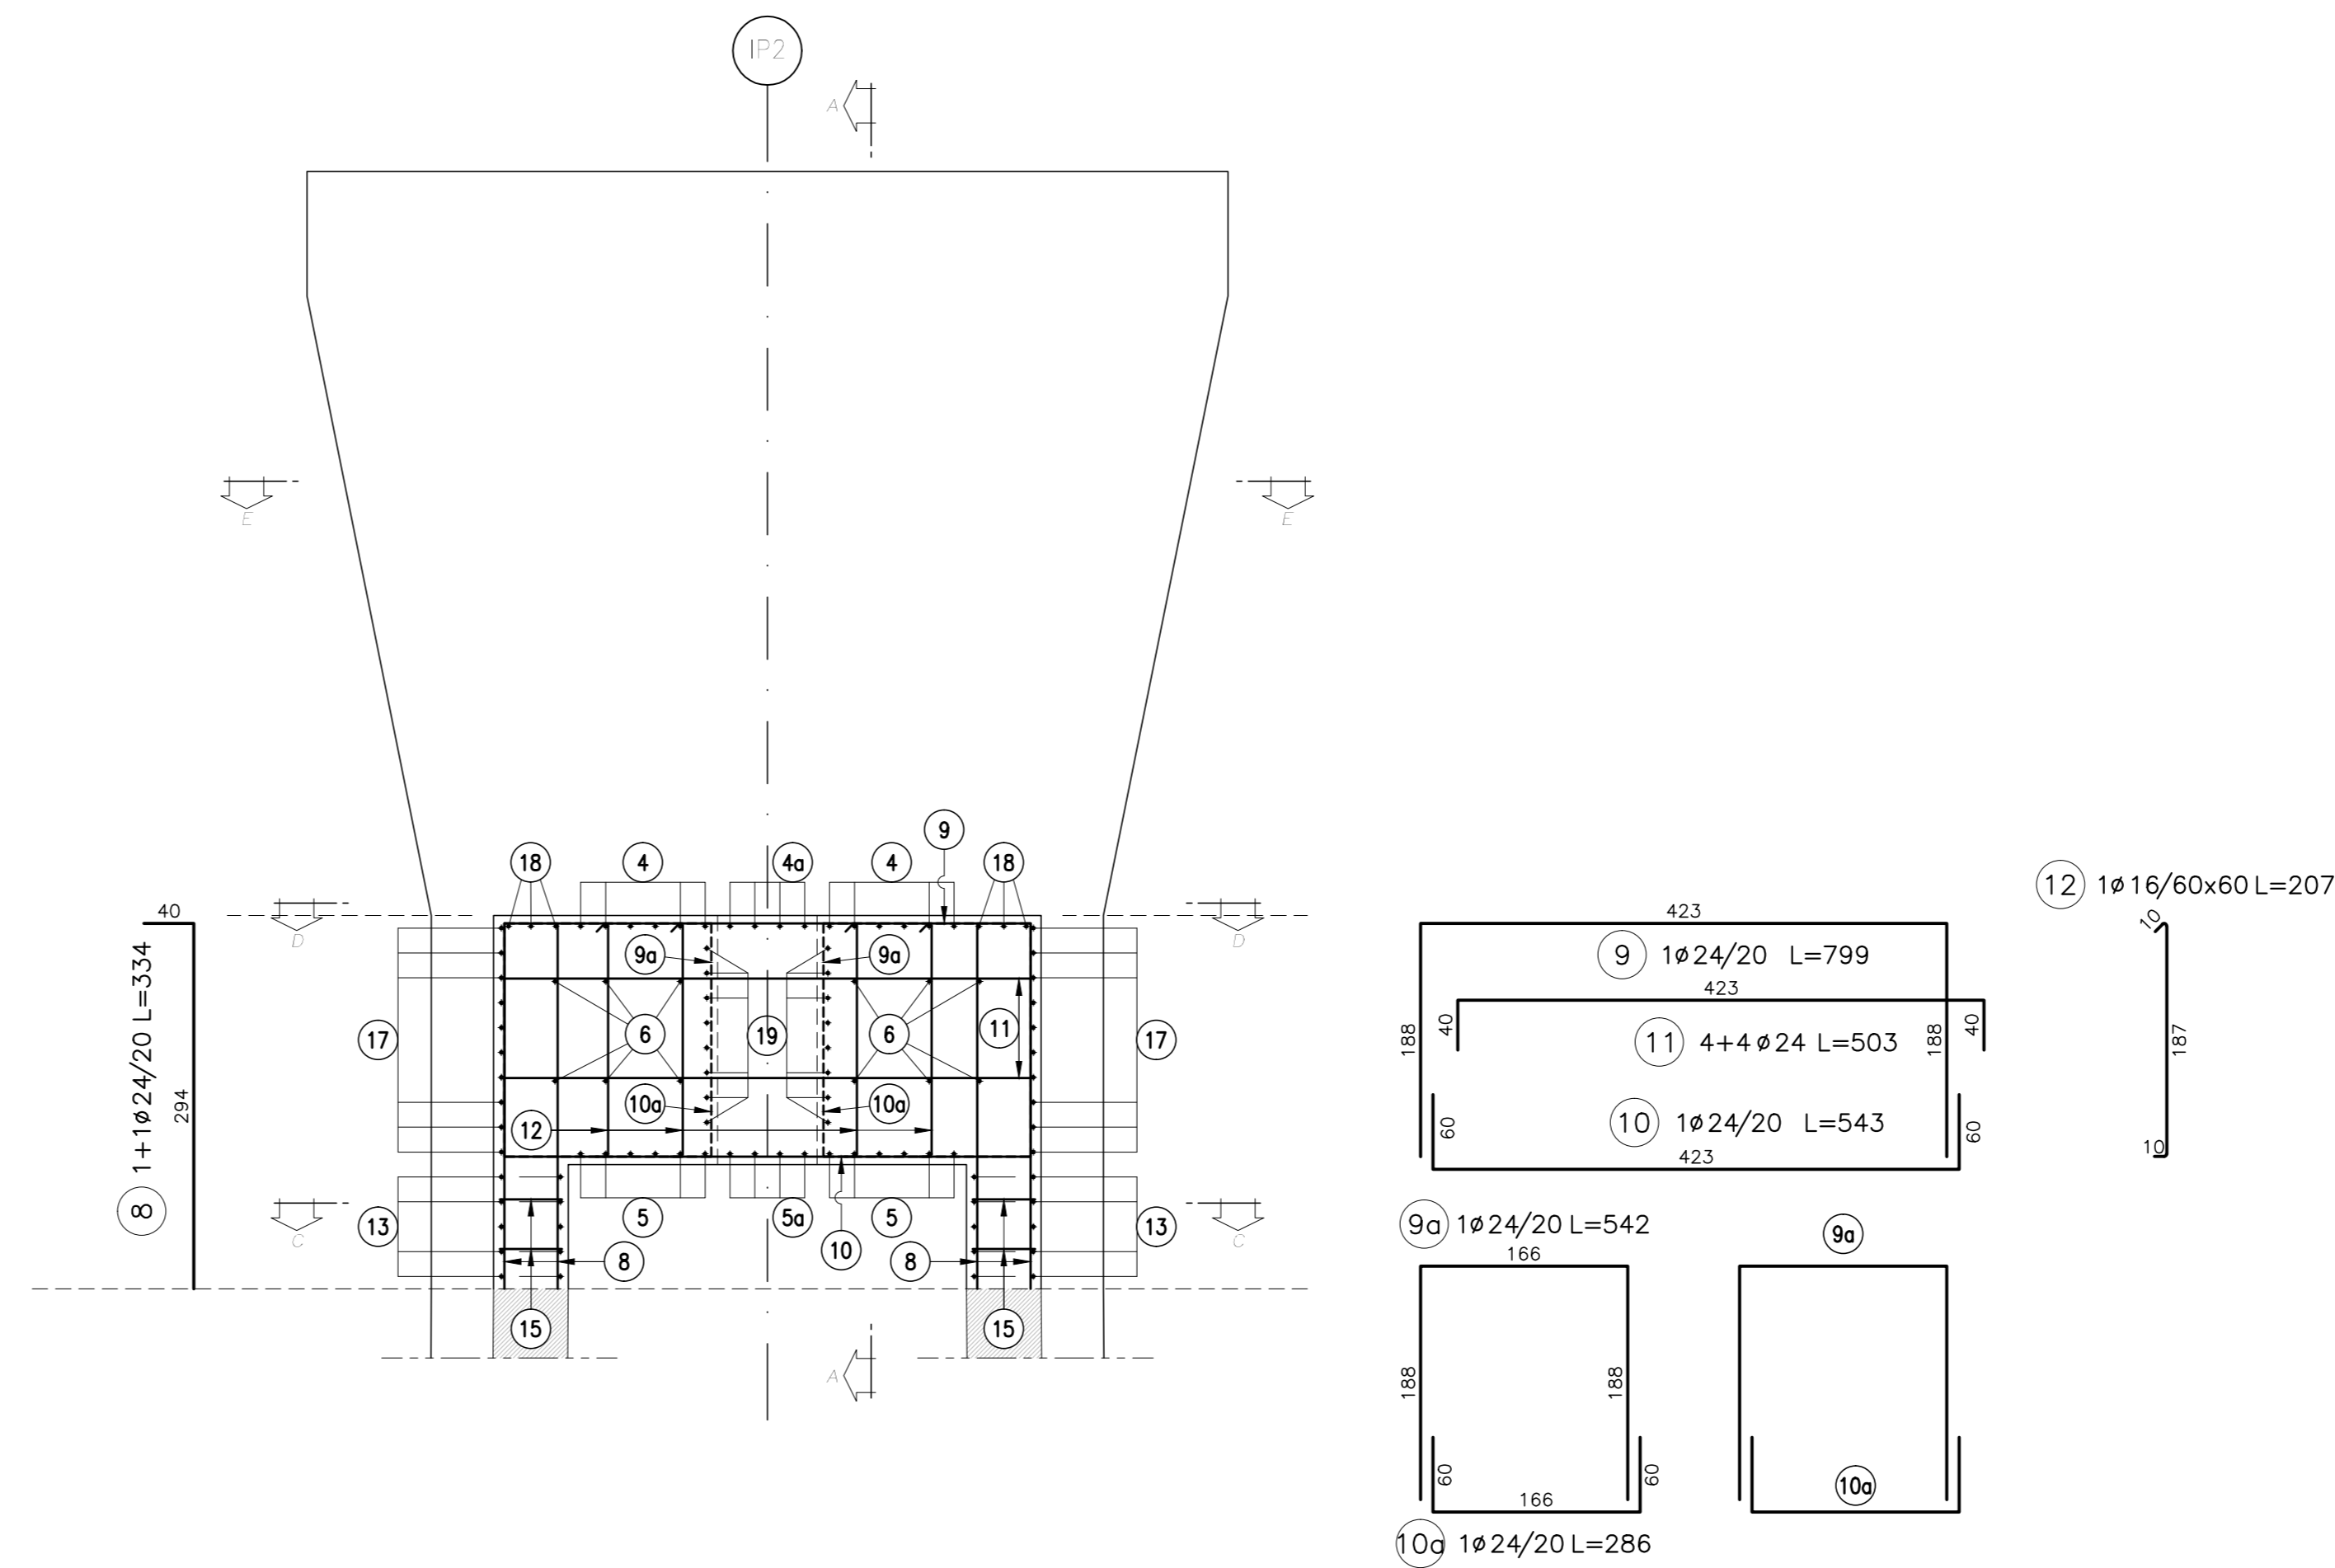 IP2
A
E
E
9
18
4
4a
4
18
D
D
9a
9a
17
6
19
6
11
17
10a
10a
12
13
5
5a
5
13
C
C
8
10
8
15
15
A
40
294
8 1+1ø24/20 L=334
12 1ø16/60x60 L=207
10
187
10
423
9 1ø24/20 L=799
188
188
423
40
40
11 4+4ø24 L=503
10 1ø24/20 L=543
60
60
423
9a 1ø24/20 L=542
166
188
188
60
60
166
10a 1ø24/20 L=286
9a
10a